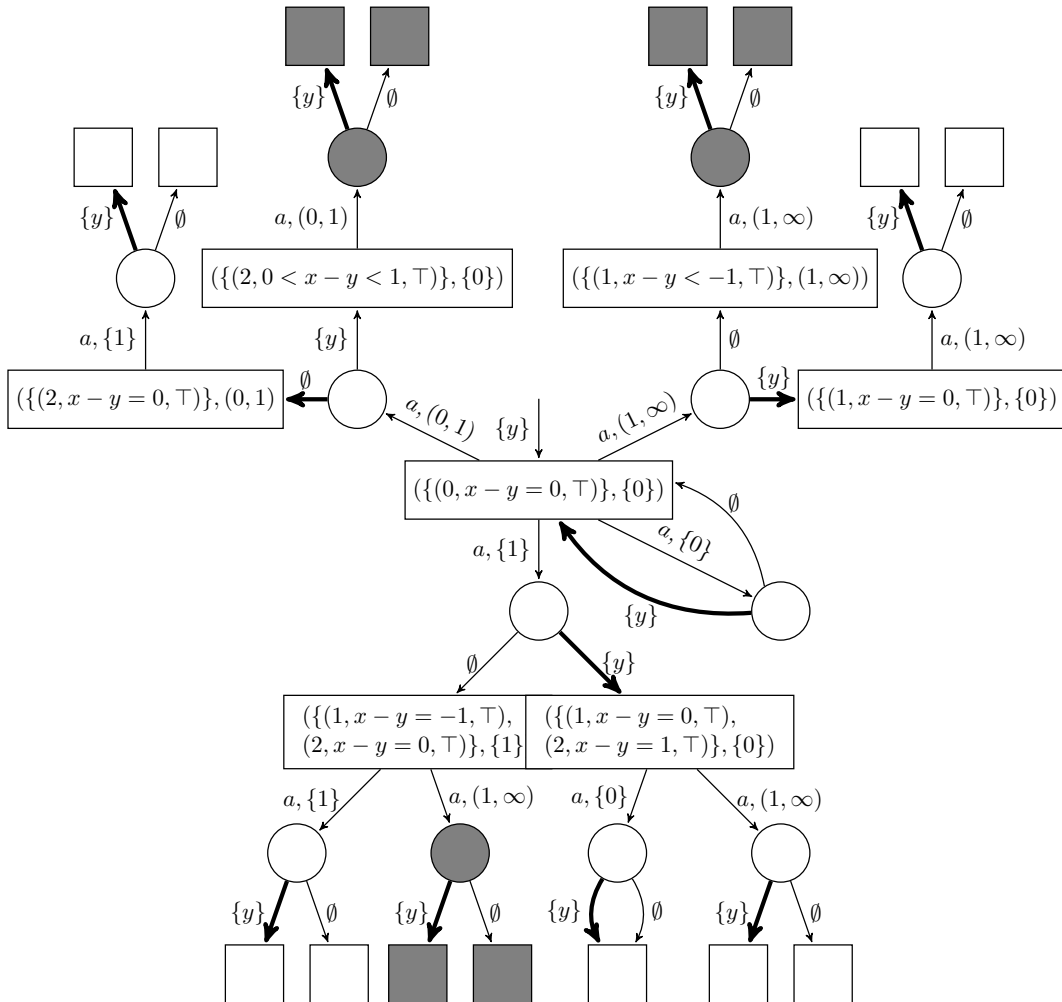 {y} ∅ {y} ∅
{y} ∅ a, (0, 1) a, (1, ∞) {y} ∅
({(2, 0 < x − y < 1, ⊤)}, {0}) ({(1, x − y < −1, ⊤)}, (1, ∞))
a, {1} {y} ∅ a, (1, ∞)
({(2, x − y = 0, ⊤)}, (0, 1) ∅ {y} ({(1, x − y = 0, ⊤)}, {0})
a, (0, 1) {y} a, (1, ∞)
({(0, x − y = 0, ⊤)}, {0})
∅
a, {1} a, {0}
{y}
∅ {y}
({(1, x − y = −1, ⊤), ({(1, x − y = 0, ⊤),
(2, x − y = 0, ⊤)}, {1} (2, x − y = 1, ⊤)}, {0})
a, {1} a, (1, ∞) a, {0} a, (1, ∞)
{y} ∅ {y} ∅ {y} ∅ {y} ∅